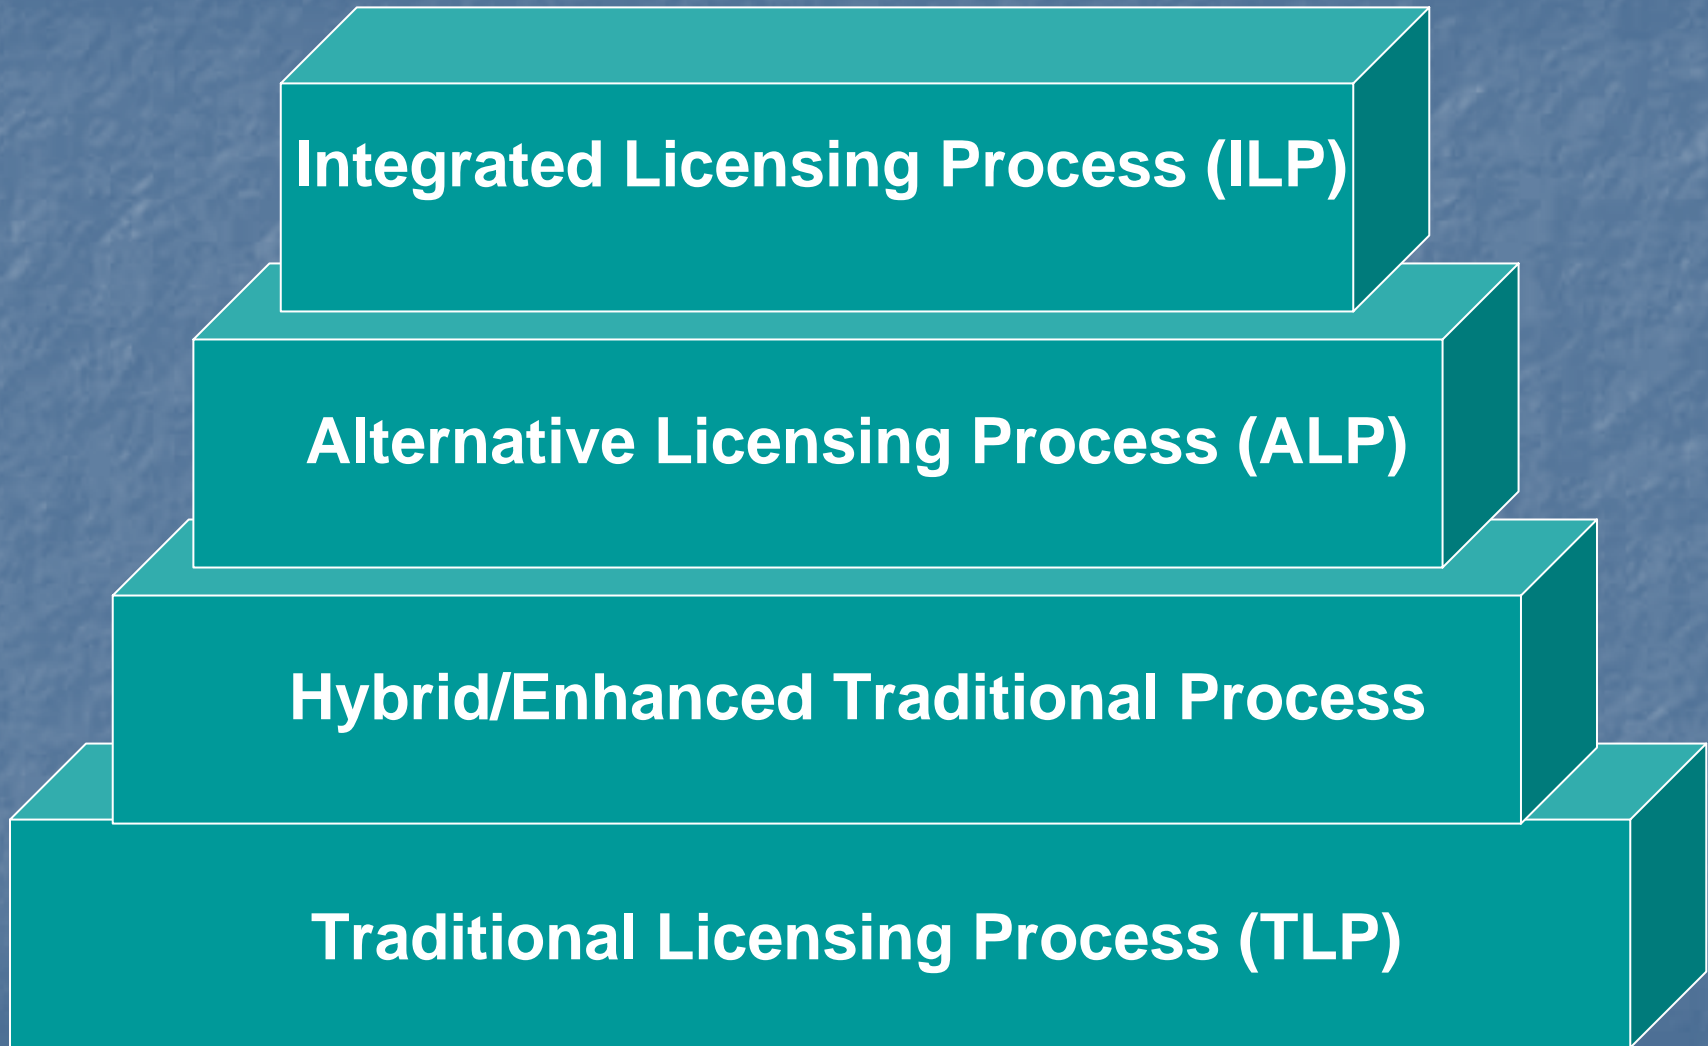 Integrated Licensing Process (ILP)
Alternative Licensing Process (ALP)
Hybrid/Enhanced Traditional Process
Traditional Licensing Process (TLP)